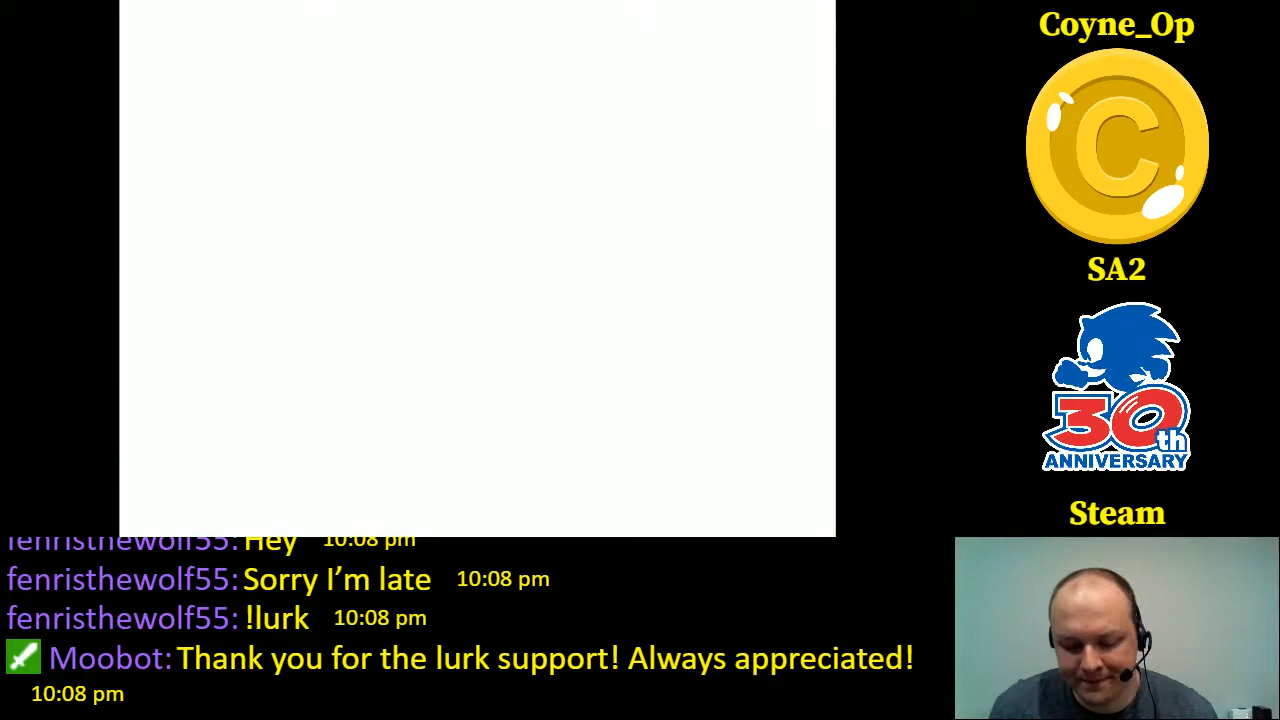 Coyne_Op
C
SA2
30th
ANNIVERSARY
Steam
fenristhewolf55: Hey 10:08 pm
fenristhewolf55: Sorry I’m late 10:08 pm
fenristhewolf55: !lurk 10:08 pm
Moobot: Thank you for the lurk support! Always appreciated!
10:08 pm